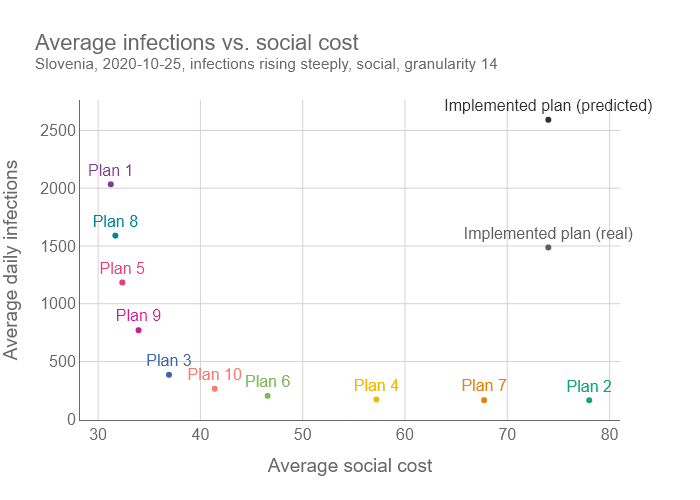 Average infections vs. social cost
Slovenia, 2020-10-25, infections rising steeply, social, granularity 14
Implemented plan (predicted)
2500
Plan 1
2000
Plan 8
Implemented plan (real)
1500
Plan 5
1000
Plan 9
500
Plan 3
Plan 10
Plan 6
Plan 4
Plan 7
Plan 2
0
30
40
50
60
70
80
Average social cost
Average daily infections